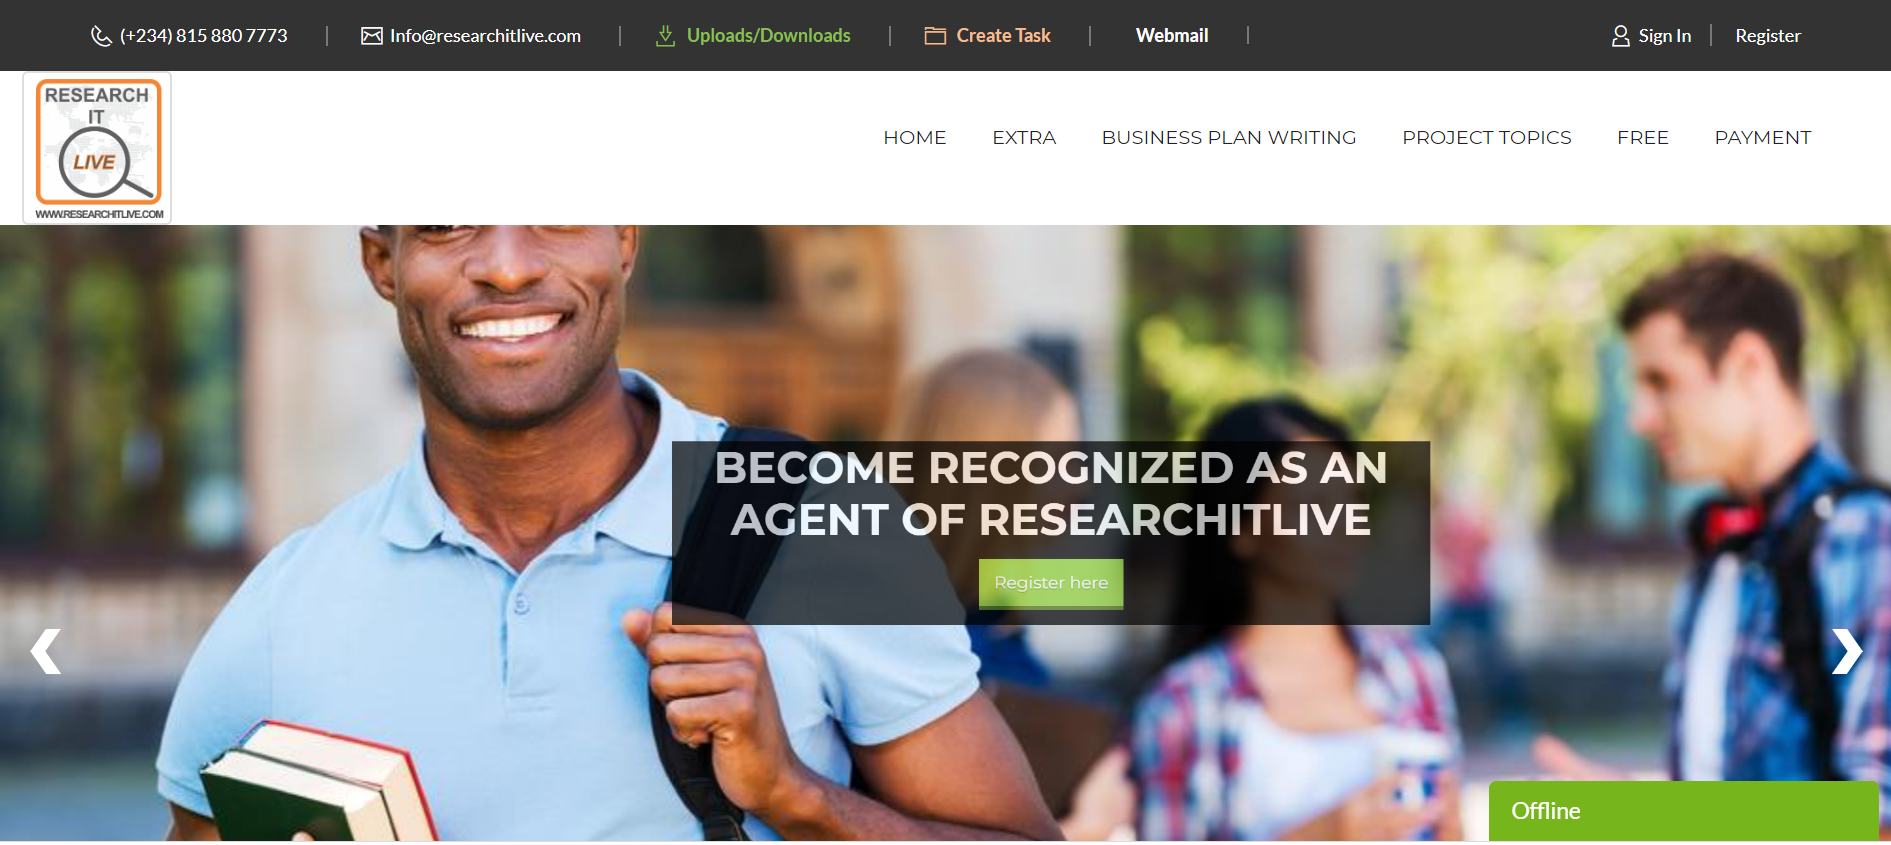 (+234) 815 880 7773
Info@researchitlive.com
Uploads/Downloads
Create Task
Webmail
Sign In
Register
RESEARCH
IT
LIVE
WWW.RESEARCHITLIVE.COM
HOME
EXTRA
BUSINESS PLAN WRITING
PROJECT TOPICS
FREE
PAYMENT
BECOME RECOGNIZED AS AN
AGENT OF RESEARCHITLIVE
Register here
Offline